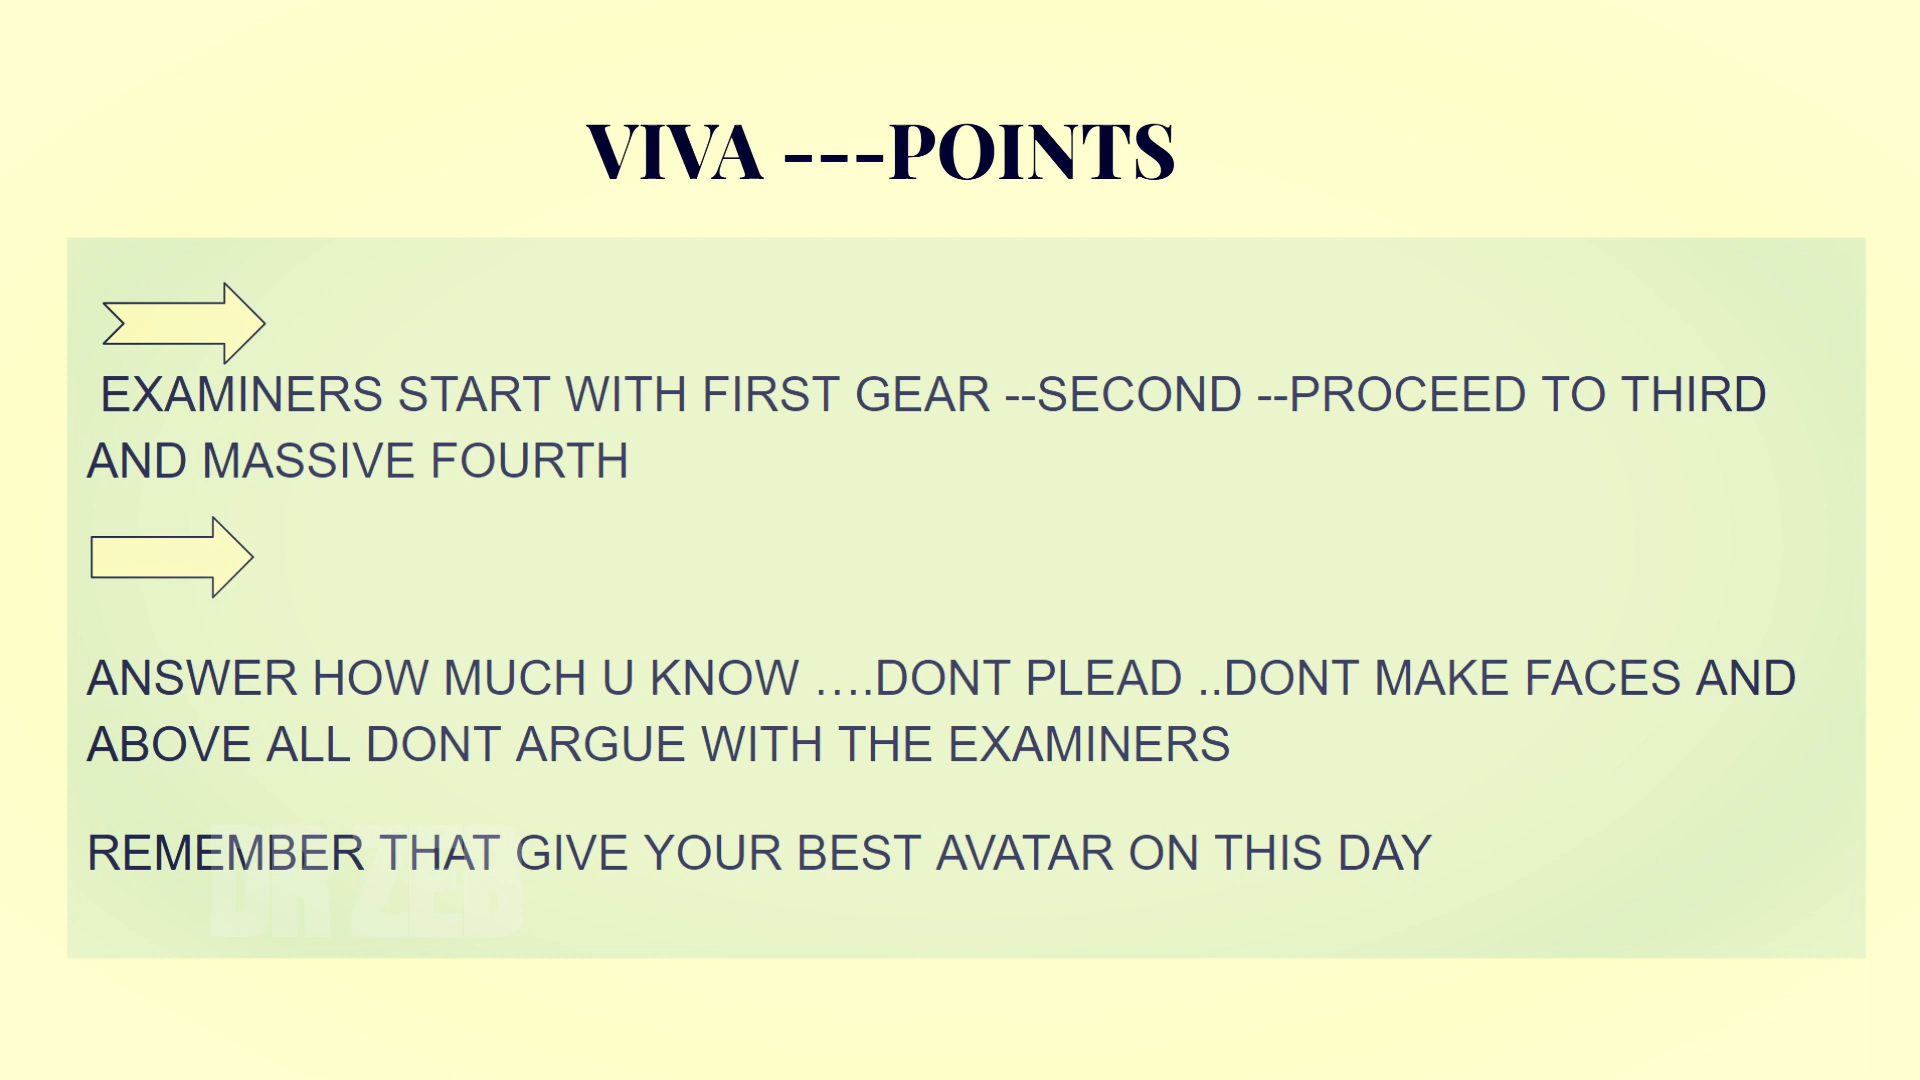 VIVA ---POINTS
EXAMINERS START WITH FIRST GEAR --SECOND --PROCEED TO THIRD
AND MASSIVE FOURTH
ANSWER HOW MUCH U KNOW ....DONT PLEAD ..DONT MAKE FACES AND
ABOVE ALL DONT ARGUE WITH THE EXAMINERS
REMEMBER THAT GIVE YOUR BEST AVATAR ON THIS DAY
DR ZEB